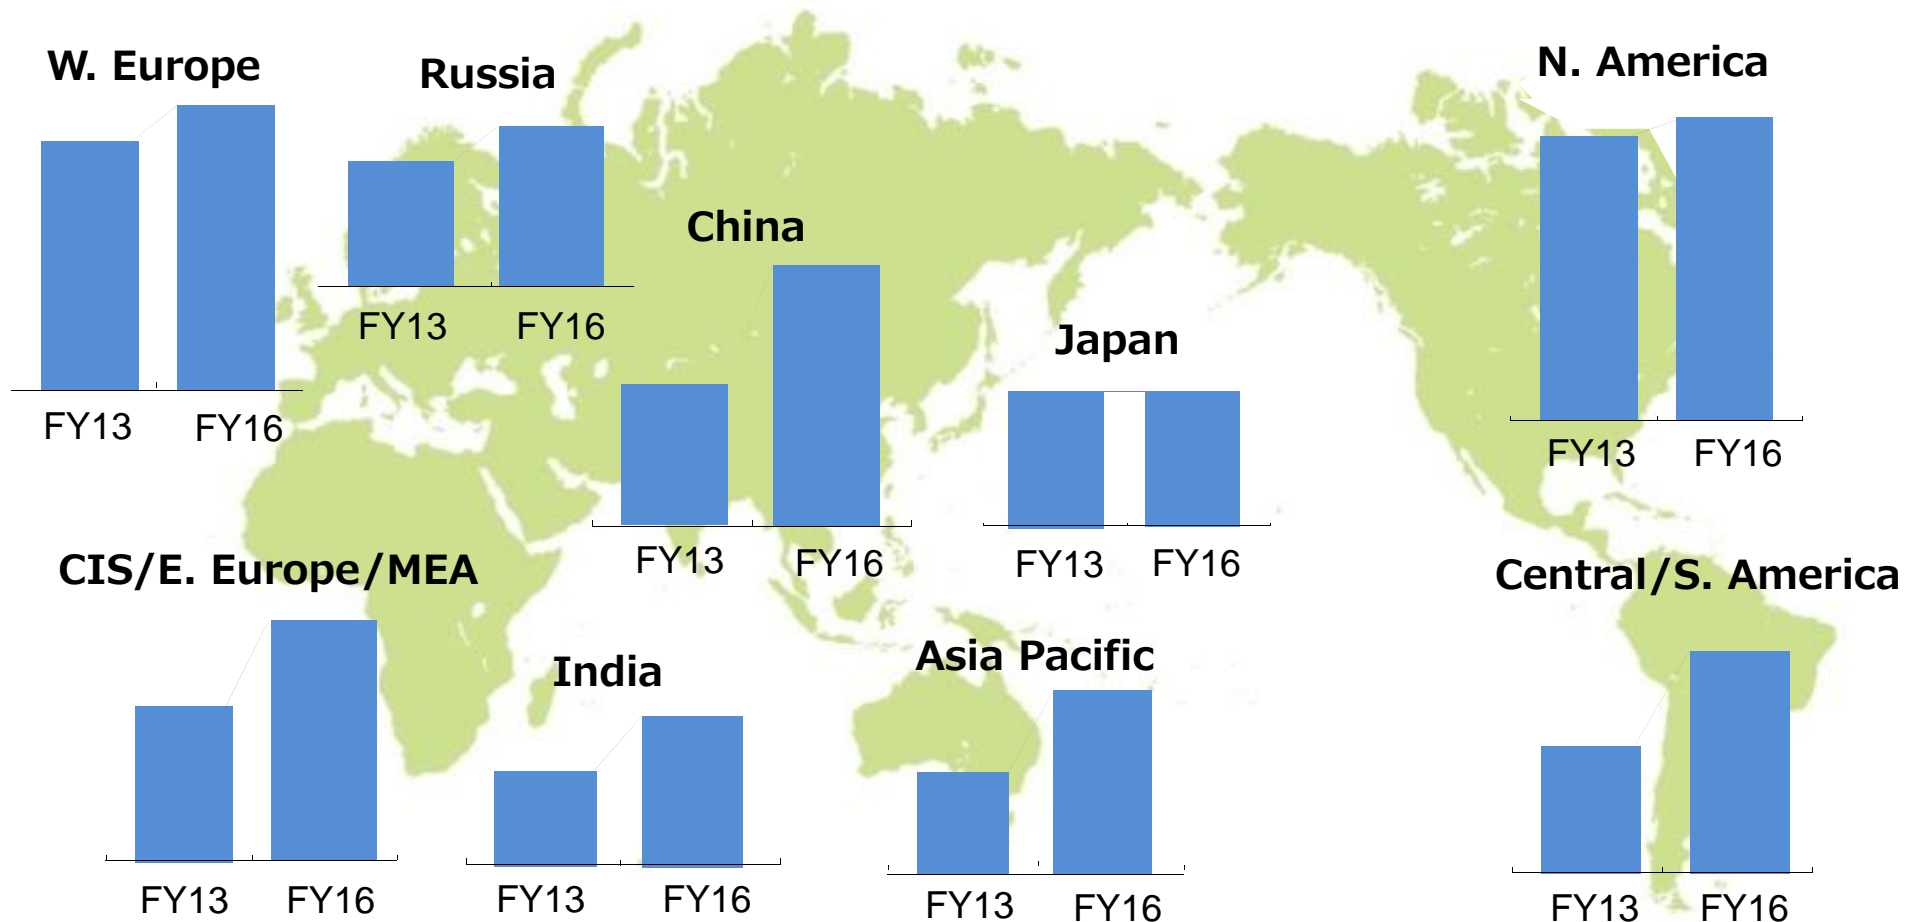 W. Europe
FY13
FY16
Russia
FY13
FY16
China
FY13
FY16
Japan
FY13
FY16
N. America
FY13
FY16
CIS/E. Europe/MEA
FY13
FY16
India
FY13
FY16
Asia Pacific
FY13
FY16
Central/S. America
FY13
FY16